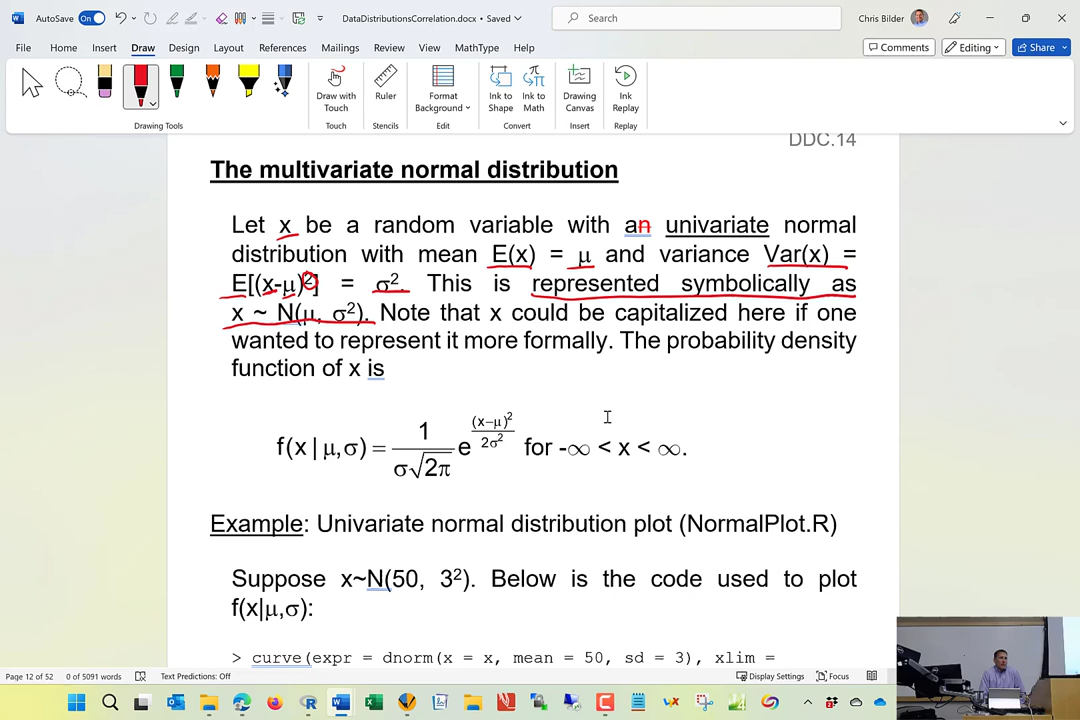 AutoSave On DataDistributionsCorrelation.docx • Saved Search Chris Bilder
File Home Insert Draw Design Layout References Mailings Review View MathType Help Comments Editing Share
Draw with Touch Ruler Format Background Ink to Shape Ink to Math Drawing Canvas Ink Replay
Drawing Tools Touch Stencils Edit Convert Insert Replay
DDC.14
The multivariate normal distribution
Let x be a random variable with an univariate normal
distribution with mean E(x) = μ and variance Var(x) =
E[(x-μ)²] = σ². This is represented symbolically as
x ~ N(μ, σ²). Note that x could be capitalized here if one
wanted to represent it more formally. The probability density
function of x is
f(x | μ,σ) = 1/(σ√2π) e^((x−μ)²/2σ²) for -∞ < x < ∞.
Example: Univariate normal distribution plot (NormalPlot.R)
Suppose x~N(50, 3²). Below is the code used to plot
f(x|μ,σ):
> curve(expr = dnorm(x = x, mean = 50, sd = 3), xlim =
Page 12 of 52 0 of 5091 words Text Predictions: Off Display Settings Focus